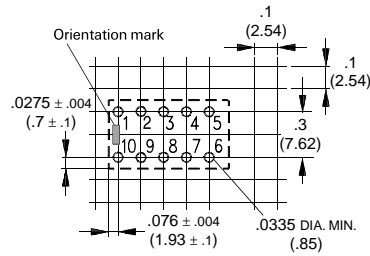 .1
(2.54)
Orientation mark
.1
(2.54)
.0275 ± .004
(.7 ± .1)
1 2 3 4 5
10 9 8 7 6
.3
(7.62)
.076 ± .004
(1.93 ± .1)
.0335 DIA. MIN.
(.85)